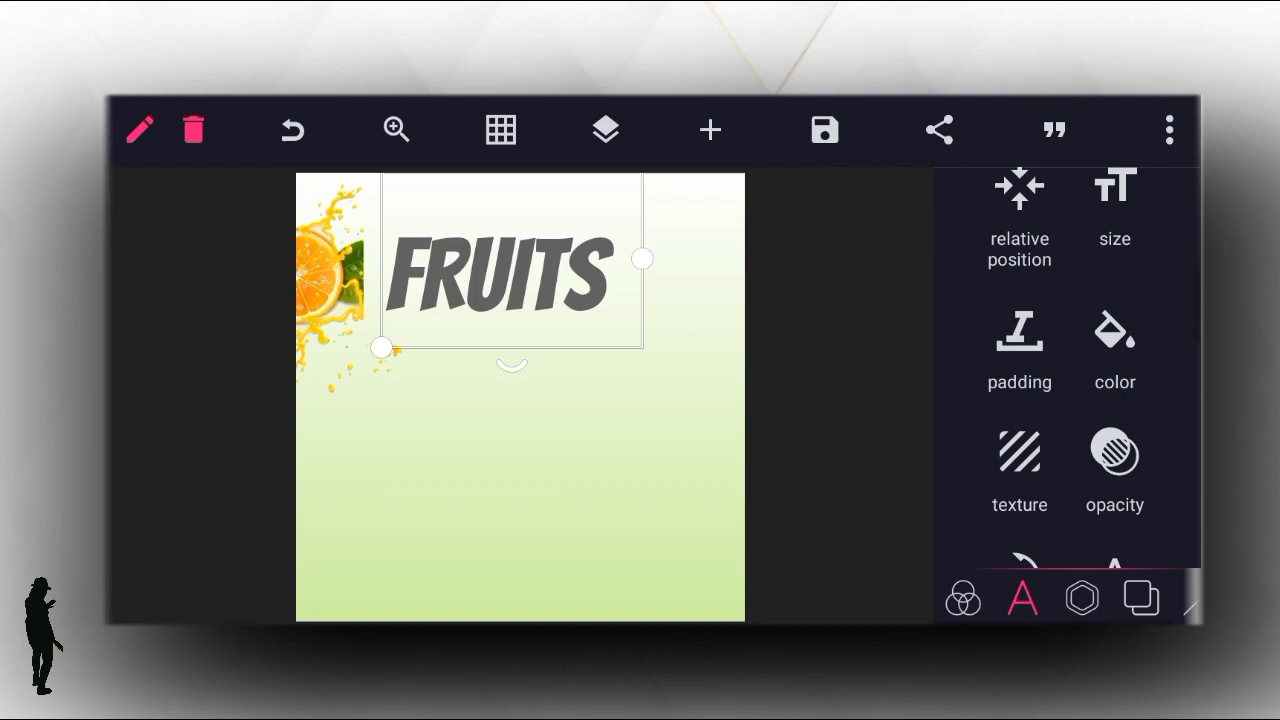 FRUITS
relative
position
size
padding
color
texture
opacity